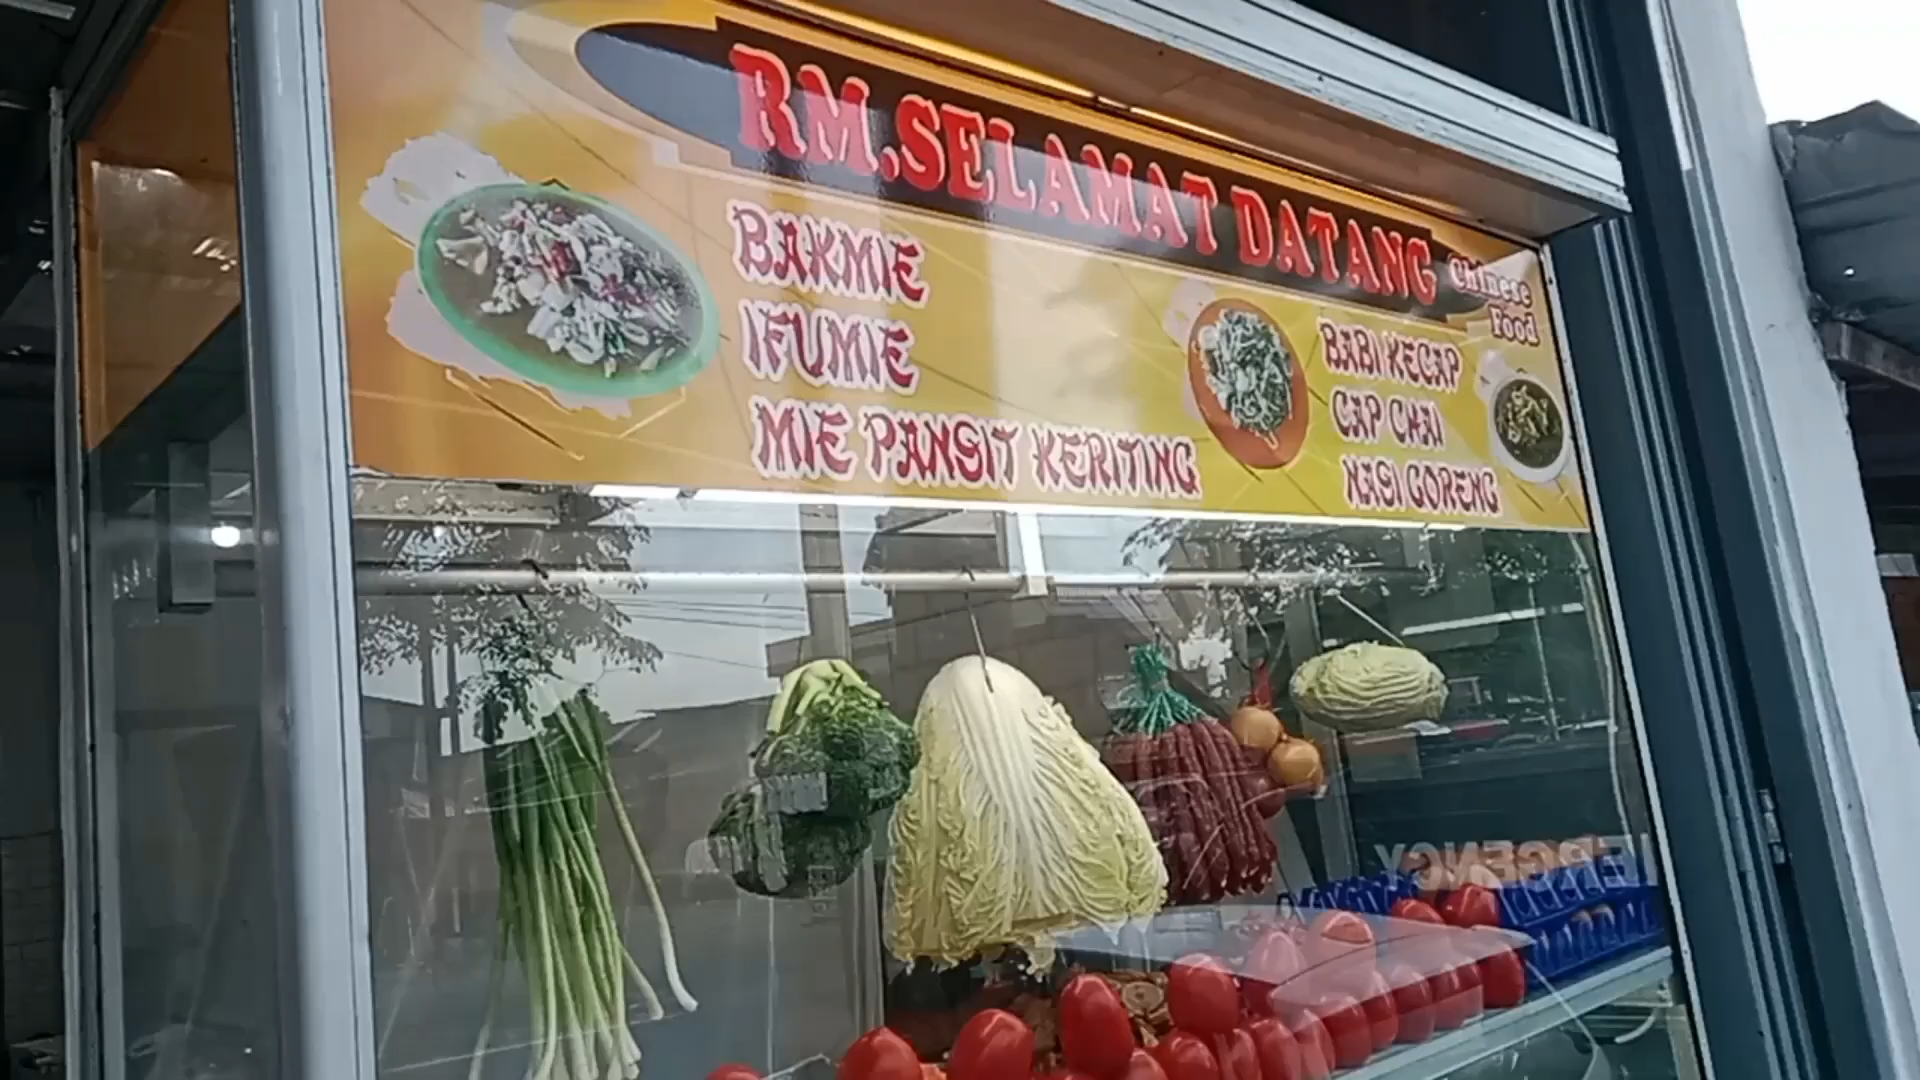 RM.SELAMAT DATANG
Chinese
Food
BAKMIE
IFUMIE
MIE PANSIT KERITING
BABI KECAP
CAP CHAI
NASI GORENG